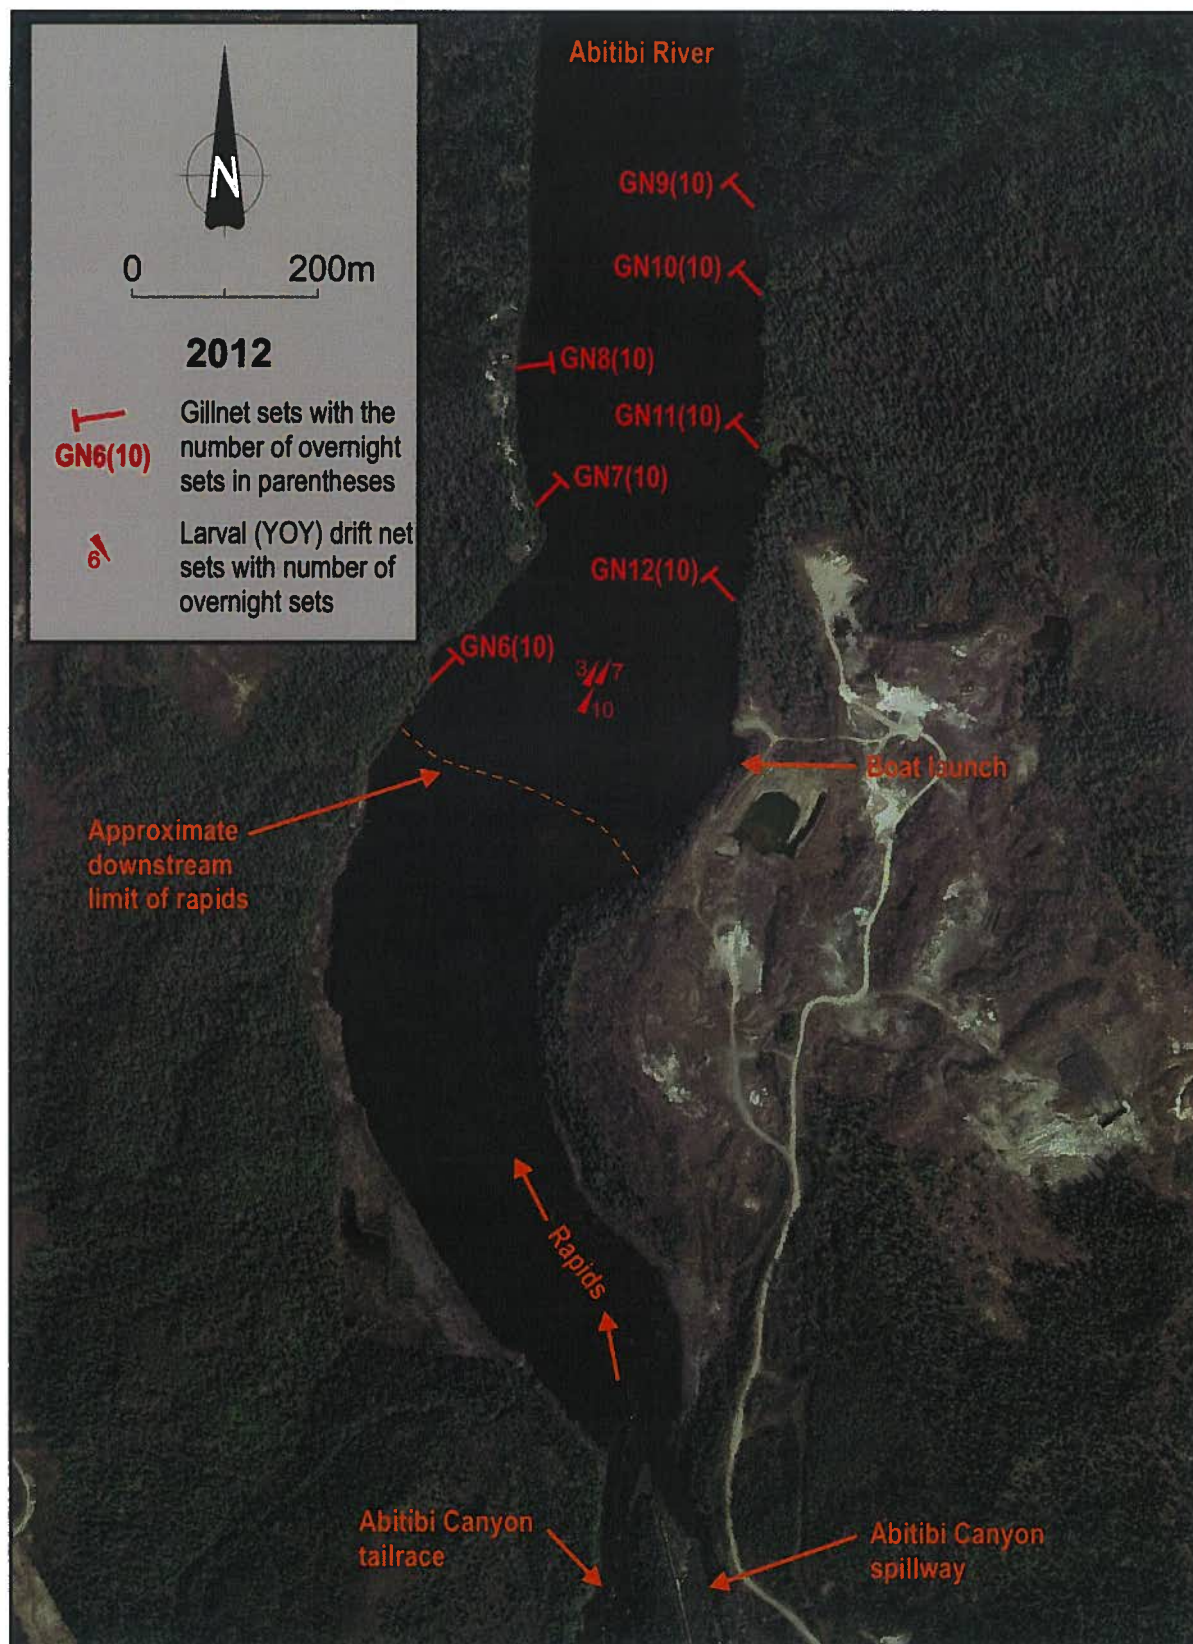 Abitibi River
N
0 200m
2012
Gillnet sets with the
number of overnight
sets in parentheses
GN6(10)
Larval (YOY) drift net
sets with number of
overnight sets
6
GN9(10)
GN10(10)
GN8(10)
GN11(10)
GN7(10)
GN12(10)
GN6(10)
3 7
10
Boat launch
Approximate
downstream
limit of rapids
Rapids
Abitibi Canyon
tailrace
Abitibi Canyon
spillway